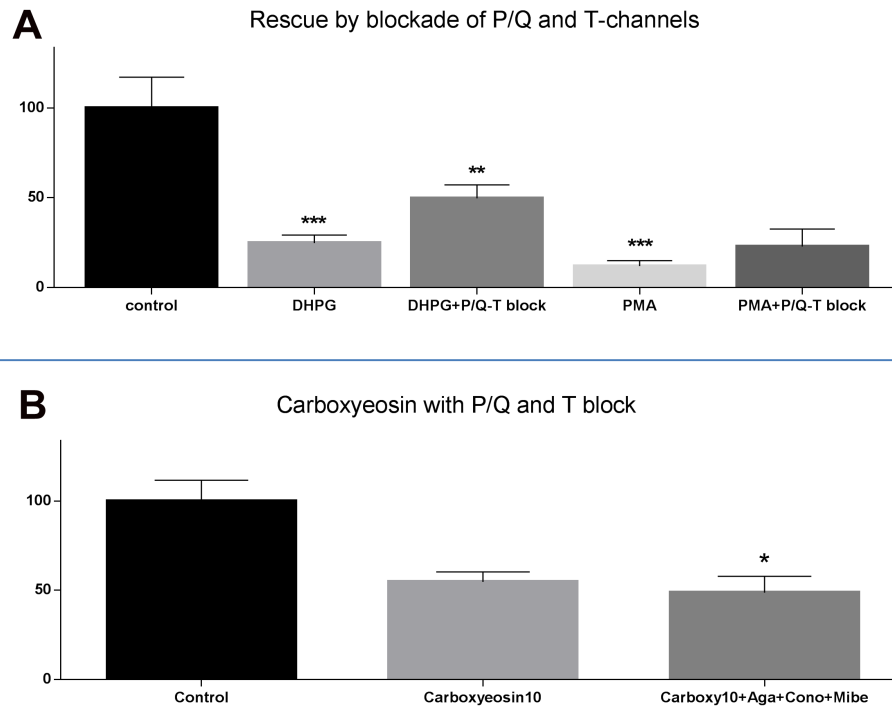 A
Rescue by blockade of P/Q and T-channels
100
50
0
***
**
***
control
DHPG
DHPG+P/Q-T block
PMA
PMA+P/Q-T block
B
Carboxyeosin with P/Q and T block
100
50
0
*
Control
Carboxyeosin10
Carboxy10+Aga+Cono+Mibe